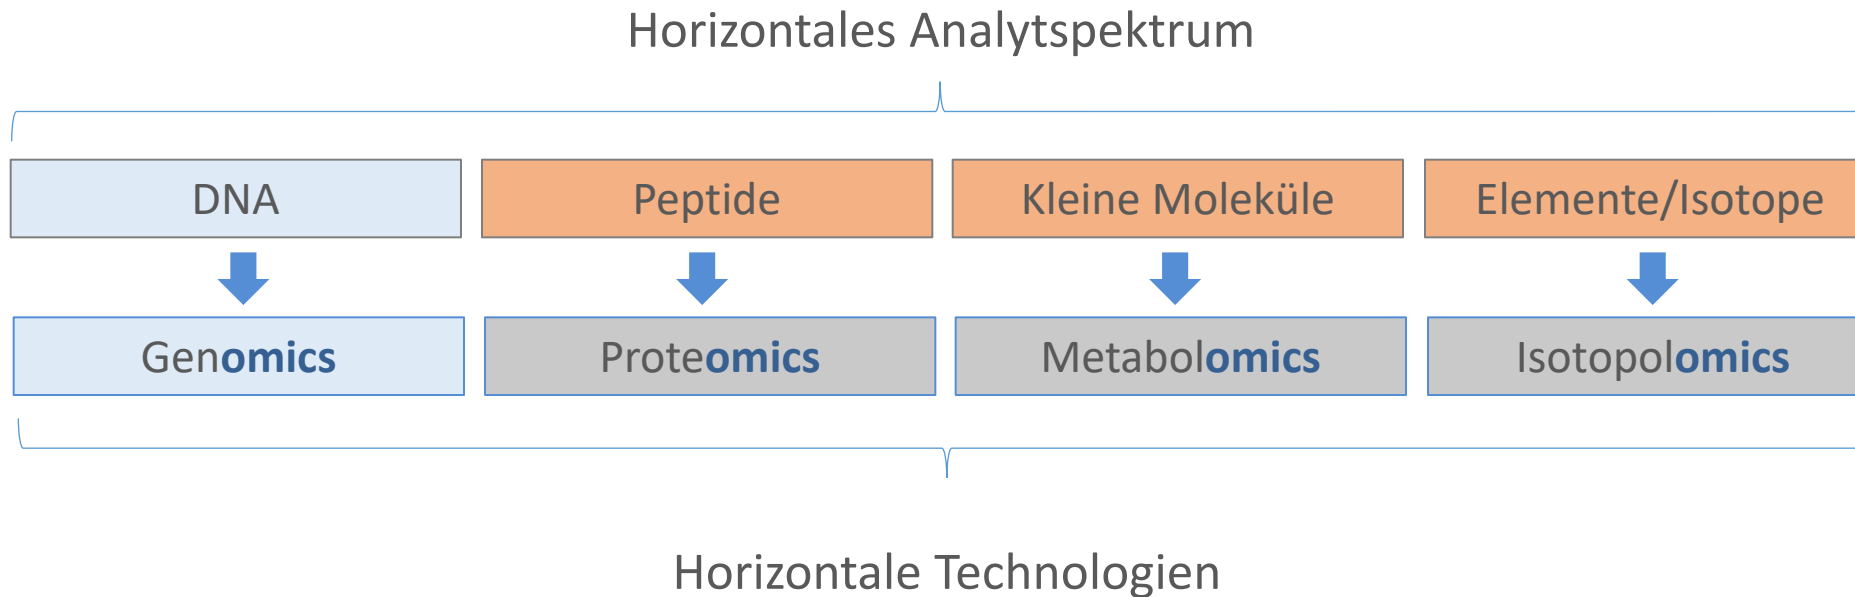 Horizontales Analytspektrum
DNA
Peptide
Kleine Moleküle
Elemente/Isotope
Genomics
Proteomics
Metabolomics
Isotopolomics
Horizontale Technologien